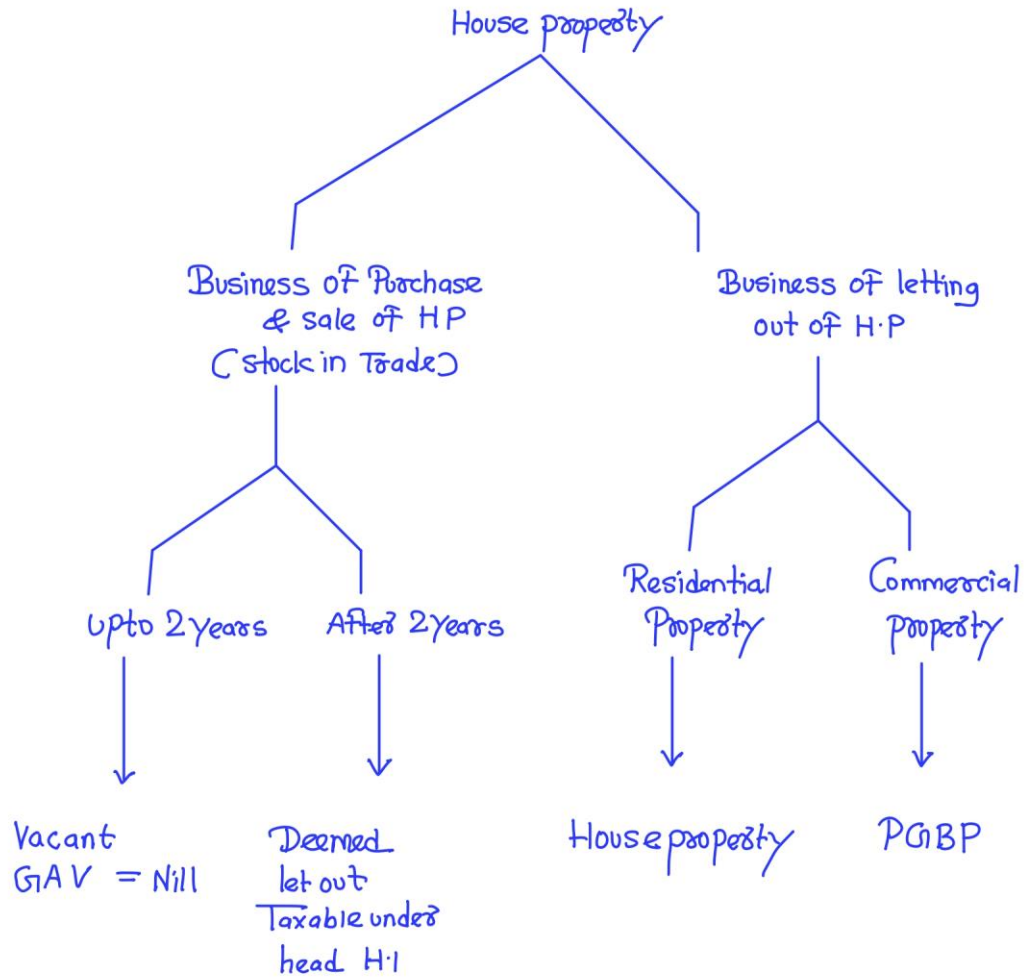 House property
Business of Purchase
& sale of HP
(stock in Trade)
Business of letting
out of H.P
upto 2 years
After 2 years
Residential
Property
Commercial
property
Vacant
GAV = Nill
Deemed
let out
Taxable under
head H.I
House property
PGBP